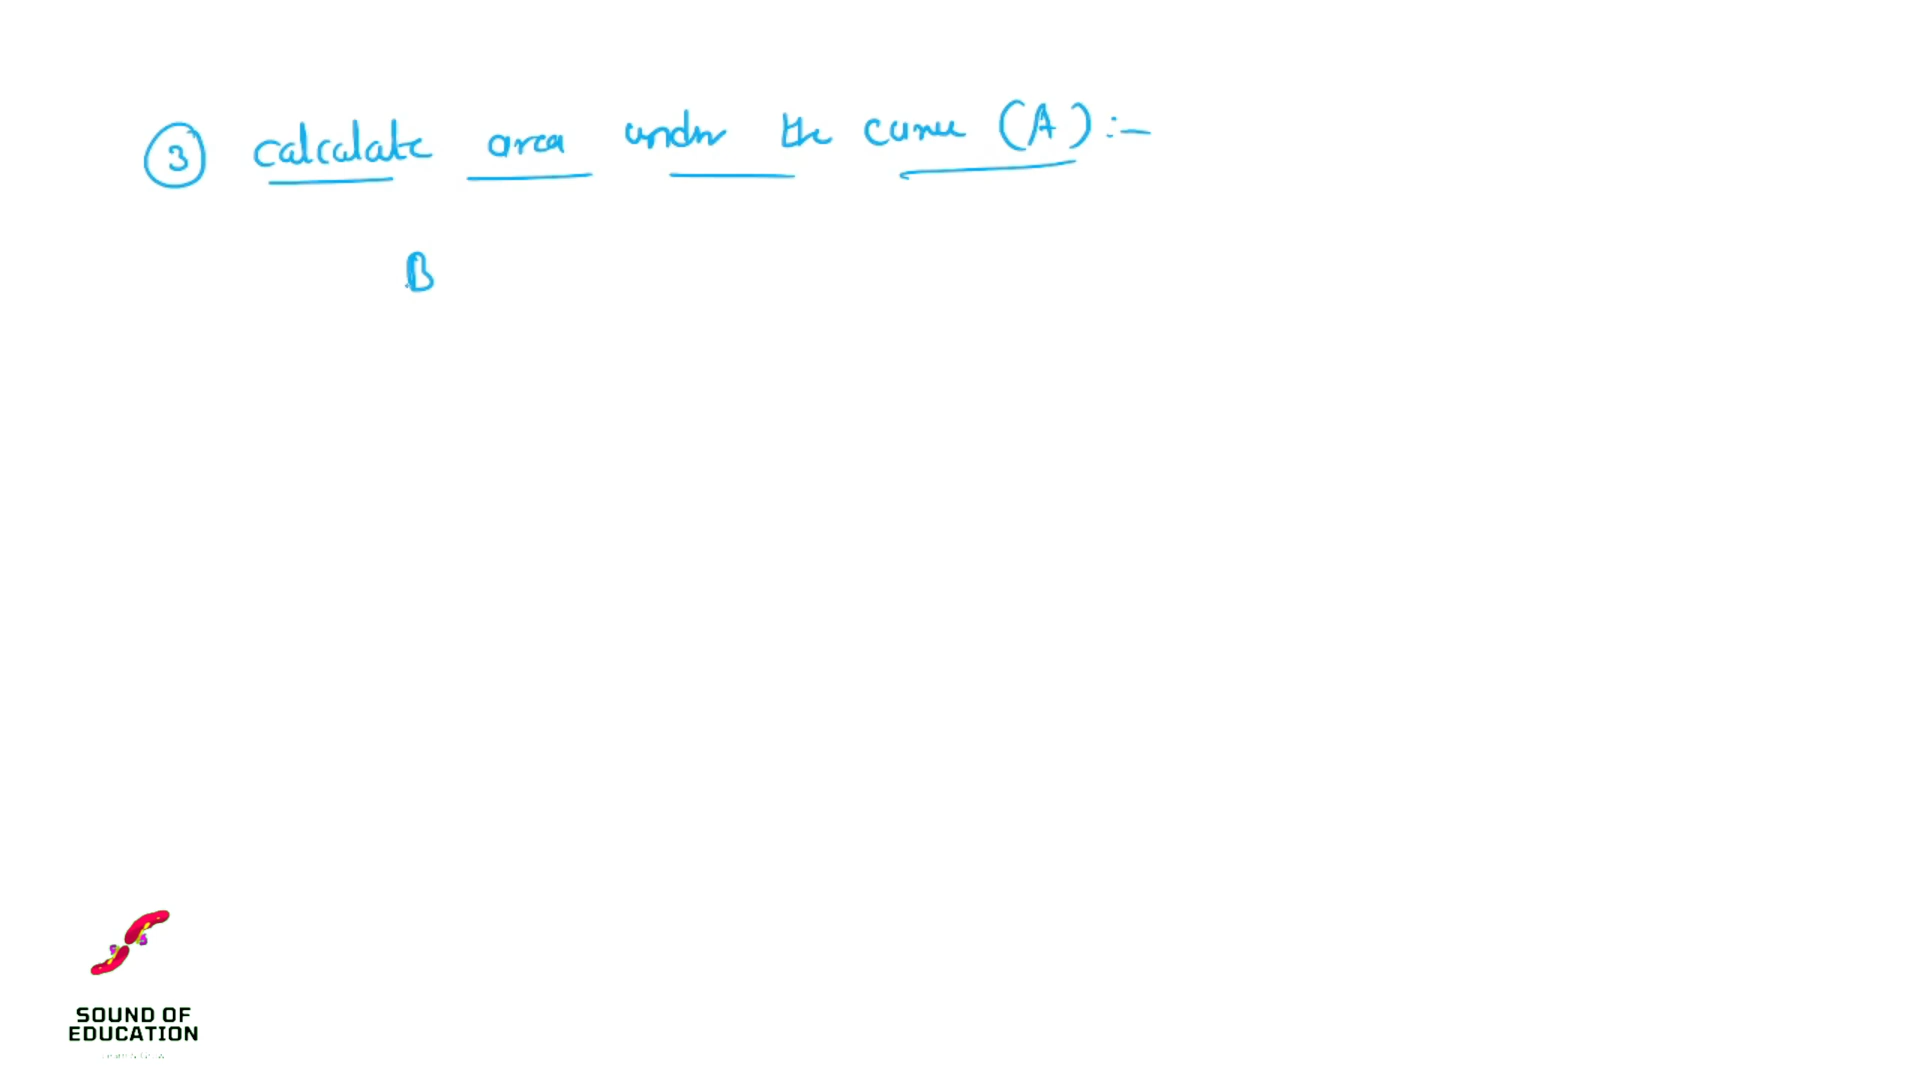 ③ calculate area under the curve (A):-
B
SOUND OF
EDUCATION